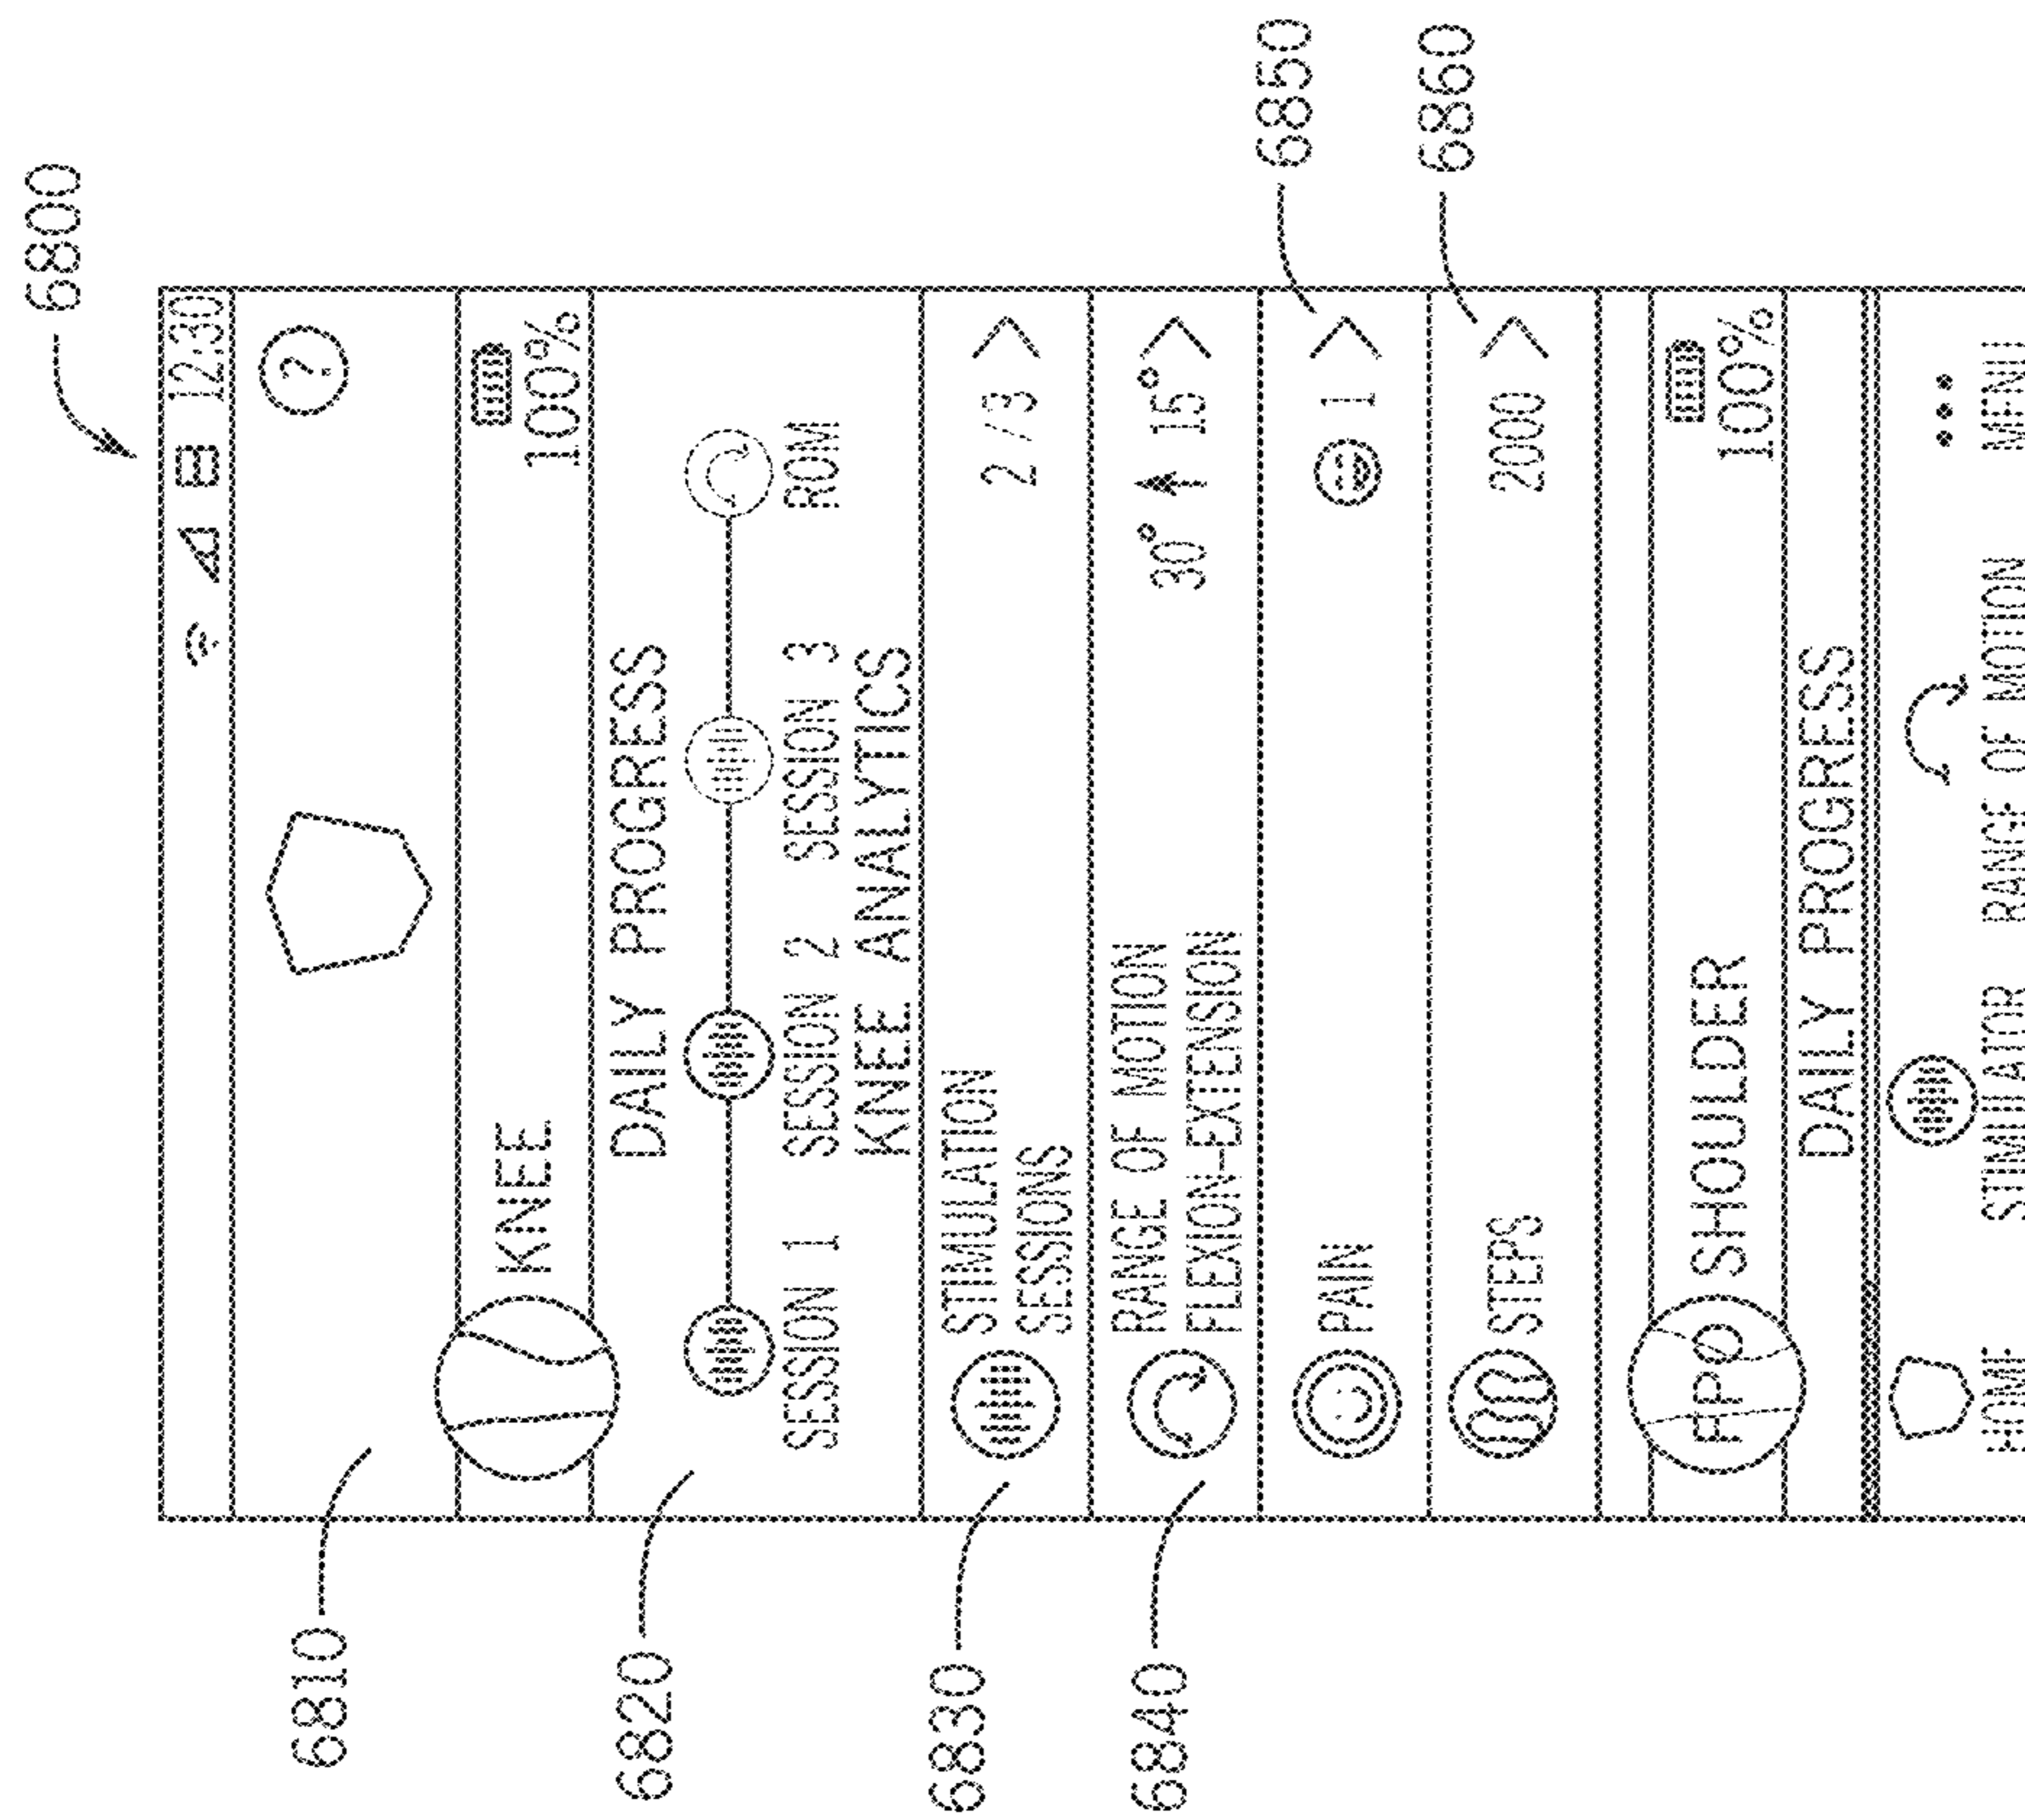 6800
12:30
?
6810
KNEE
100%
DAILY PROGRESS
6820
SESSION 1 SESSION 2 SESSION 3 ROM
KNEE ANALYTICS
6830
STIMULATION
SESSIONS
2 / 3 >
6840
RANGE OF MOTION
FLEXION-EXTENSION
30° 15° >
6850
PAIN
1 >
6860
STEPS
2000 >
FPO SHOULDER
100%
DAILY PROGRESS
HOME STIMULATOR RANGE OF MOTION MENU